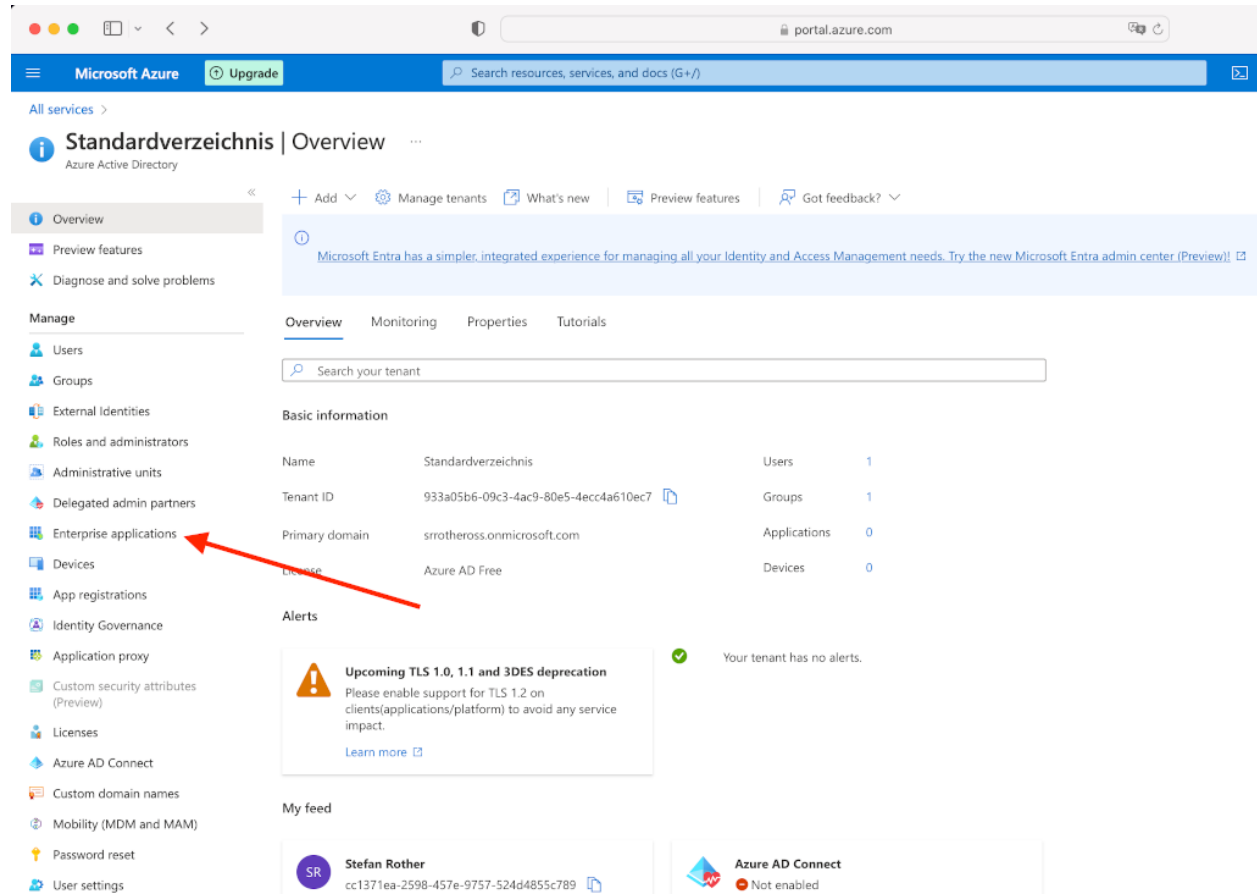 portal.azure.com
Microsoft Azure
Upgrade
Search resources, services, and docs (G+/)
All services >
Standardverzeichnis | Overview ...
Azure Active Directory
«
Add
Manage tenants
What's new
Preview features
Got feedback?
Overview
Preview features
Diagnose and solve problems
Manage
Users
Groups
External Identities
Roles and administrators
Administrative units
Delegated admin partners
Enterprise applications
Devices
App registrations
Identity Governance
Application proxy
Custom security attributes
(Preview)
Licenses
Azure AD Connect
Custom domain names
Mobility (MDM and MAM)
Password reset
User settings
Microsoft Entra has a simpler, integrated experience for managing all your Identity and Access Management needs. Try the new Microsoft Entra admin center (Preview)!
Overview Monitoring Properties Tutorials
Search your tenant
Basic information
Name Standardverzeichnis Users 1
Tenant ID 933a05b6-09c3-4ac9-80e5-4ecc4a610ec7 Groups 1
Primary domain srrotheross.onmicrosoft.com Applications 0
License Azure AD Free Devices 0
Alerts
Upcoming TLS 1.0, 1.1 and 3DES deprecation
Please enable support for TLS 1.2 on
clients(applications/platform) to avoid any service
impact.
Learn more
Your tenant has no alerts.
My feed
SR
Stefan Rother
cc1371ea-2598-457e-9757-524d4855c789
Azure AD Connect
Not enabled